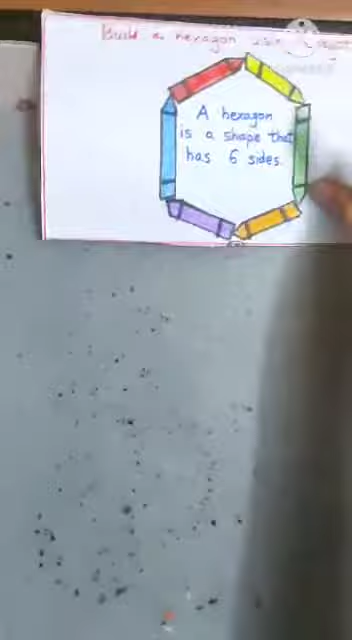 Build a hexagon
A hexagon
is a shape that
has 6 sides.